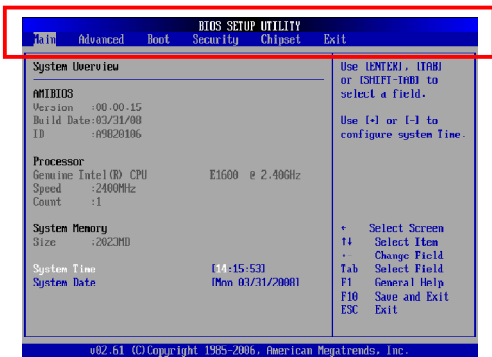 BIOS SETUP UTILITY
Main Advanced Boot Security Chipset Exit
System Overview
AMIBIOS
Version :08.00.15
Build Date:03/31/08
ID :A9820106
Processor
Genuine Intel(R) CPU E1600 @ 2.40GHz
Speed :2400MHz
Count :1
System Memory
Size :2023MB
System Time [14:15:53]
System Date [Mon 03/31/2008]
Use [ENTER], [TAB]
or [SHIFT-TAB] to
select a field.
Use [+] or [-] to
configure system Time.
← Select Screen
↑↓ Select Item
+- Change Field
Tab Select Field
F1 General Help
F10 Save and Exit
ESC Exit
v02.61 (C)Copyright 1985-2006, American Megatrends, Inc.